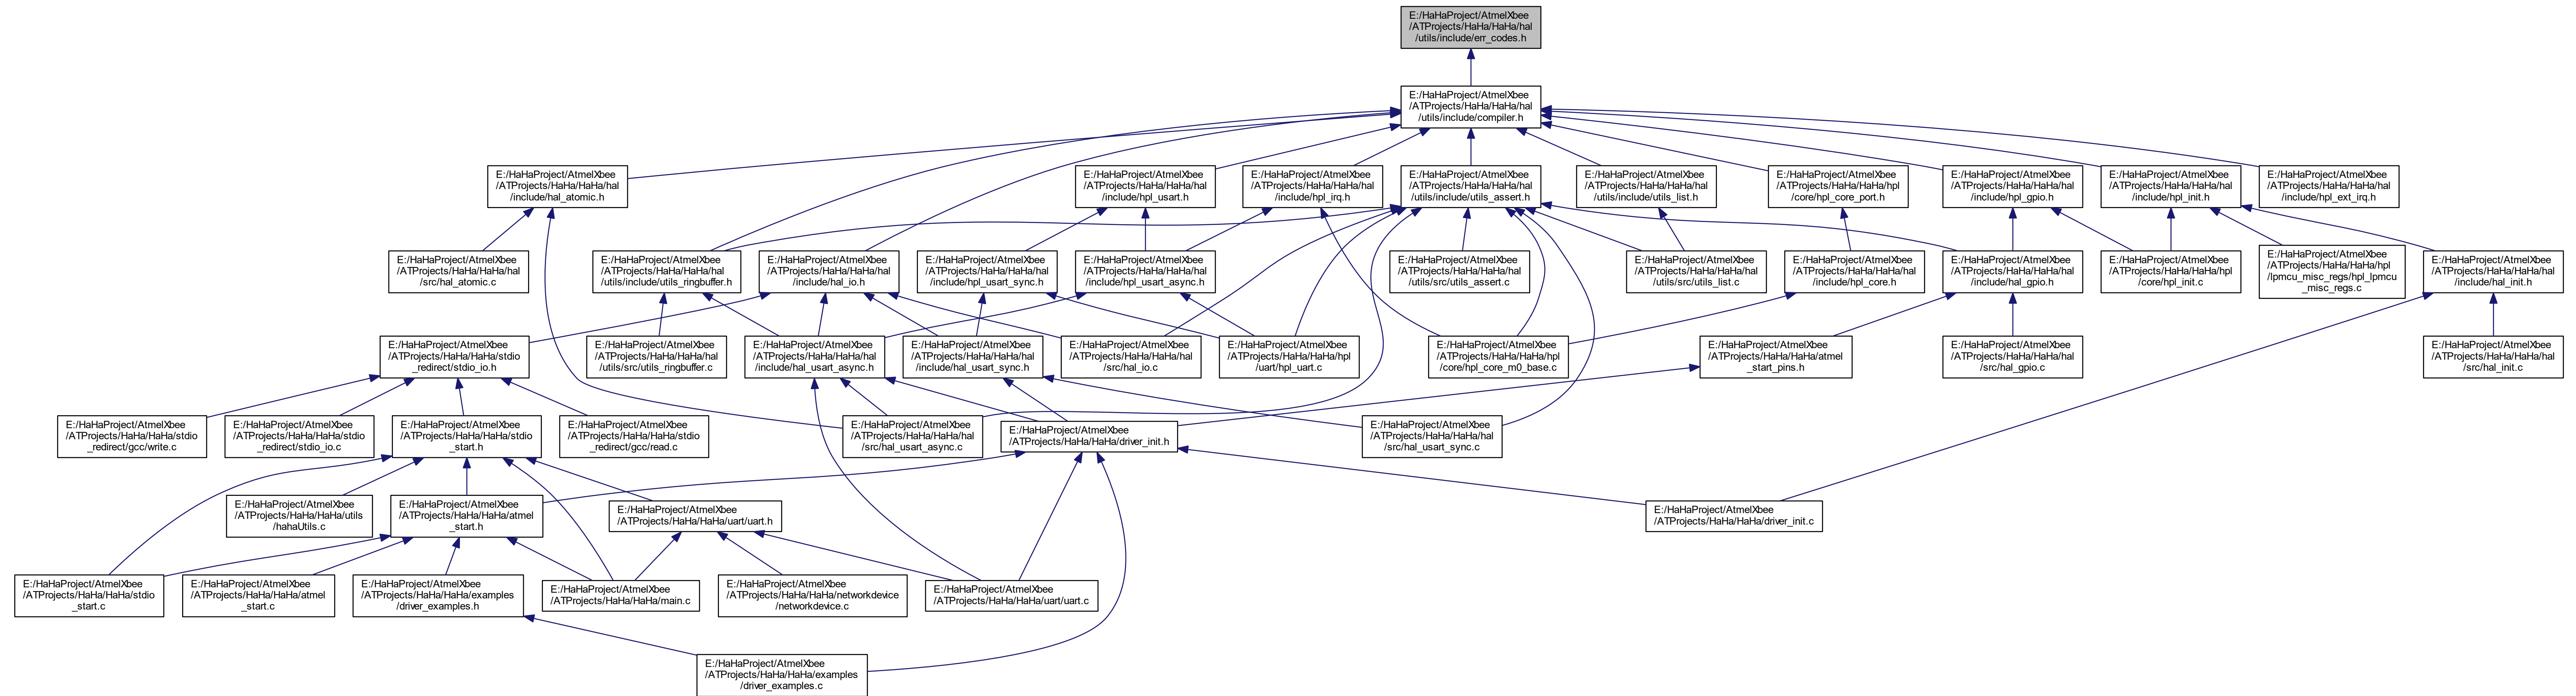 E:/HaHaProject/AtmelXbee
/ATProjects/HaHa/HaHa/hal
/utils/include/err_codes.h
E:/HaHaProject/AtmelXbee
/ATProjects/HaHa/HaHa/hal
/utils/include/compiler.h
E:/HaHaProject/AtmelXbee
/ATProjects/HaHa/HaHa/hal
/include/hal_atomic.h
E:/HaHaProject/AtmelXbee
/ATProjects/HaHa/HaHa/hal
/include/hpl_usart.h
E:/HaHaProject/AtmelXbee
/ATProjects/HaHa/HaHa/hal
/include/hpl_irq.h
E:/HaHaProject/AtmelXbee
/ATProjects/HaHa/HaHa/hal
/utils/include/utils_assert.h
E:/HaHaProject/AtmelXbee
/ATProjects/HaHa/HaHa/hal
/utils/include/utils_list.h
E:/HaHaProject/AtmelXbee
/ATProjects/HaHa/HaHa/hpl
/core/hpl_core_port.h
E:/HaHaProject/AtmelXbee
/ATProjects/HaHa/HaHa/hal
/include/hpl_gpio.h
E:/HaHaProject/AtmelXbee
/ATProjects/HaHa/HaHa/hal
/include/hpl_init.h
E:/HaHaProject/AtmelXbee
/ATProjects/HaHa/HaHa/hal
/include/hpl_ext_irq.h
E:/HaHaProject/AtmelXbee
/ATProjects/HaHa/HaHa/hal
/src/hal_atomic.c
E:/HaHaProject/AtmelXbee
/ATProjects/HaHa/HaHa/hal
/utils/include/utils_ringbuffer.h
E:/HaHaProject/AtmelXbee
/ATProjects/HaHa/HaHa/hal
/include/hal_io.h
E:/HaHaProject/AtmelXbee
/ATProjects/HaHa/HaHa/hal
/include/hpl_usart_sync.h
E:/HaHaProject/AtmelXbee
/ATProjects/HaHa/HaHa/hal
/include/hpl_usart_async.h
E:/HaHaProject/AtmelXbee
/ATProjects/HaHa/HaHa/hal
/utils/src/utils_assert.c
E:/HaHaProject/AtmelXbee
/ATProjects/HaHa/HaHa/hal
/utils/src/utils_list.c
E:/HaHaProject/AtmelXbee
/ATProjects/HaHa/HaHa/hal
/include/hpl_core.h
E:/HaHaProject/AtmelXbee
/ATProjects/HaHa/HaHa/hal
/include/hal_gpio.h
E:/HaHaProject/AtmelXbee
/ATProjects/HaHa/HaHa/hpl
/core/hpl_init.c
E:/HaHaProject/AtmelXbee
/ATProjects/HaHa/HaHa/hpl
/lpmcu_misc_regs/hpl_lpmcu
_misc_regs.c
E:/HaHaProject/AtmelXbee
/ATProjects/HaHa/HaHa/hal
/include/hal_init.h
E:/HaHaProject/AtmelXbee
/ATProjects/HaHa/HaHa/stdio
_redirect/stdio_io.h
E:/HaHaProject/AtmelXbee
/ATProjects/HaHa/HaHa/hal
/utils/src/utils_ringbuffer.c
E:/HaHaProject/AtmelXbee
/ATProjects/HaHa/HaHa/hal
/include/hal_usart_async.h
E:/HaHaProject/AtmelXbee
/ATProjects/HaHa/HaHa/hal
/include/hal_usart_sync.h
E:/HaHaProject/AtmelXbee
/ATProjects/HaHa/HaHa/hal
/src/hal_io.c
E:/HaHaProject/AtmelXbee
/ATProjects/HaHa/HaHa/hpl
/uart/hpl_uart.c
E:/HaHaProject/AtmelXbee
/ATProjects/HaHa/HaHa/hpl
/core/hpl_core_m0_base.c
E:/HaHaProject/AtmelXbee
/ATProjects/HaHa/HaHa/atmel
_start_pins.h
E:/HaHaProject/AtmelXbee
/ATProjects/HaHa/HaHa/hal
/src/hal_gpio.c
E:/HaHaProject/AtmelXbee
/ATProjects/HaHa/HaHa/hal
/src/hal_init.c
E:/HaHaProject/AtmelXbee
/ATProjects/HaHa/HaHa/stdio
_redirect/gcc/write.c
E:/HaHaProject/AtmelXbee
/ATProjects/HaHa/HaHa/stdio
_redirect/stdio_io.c
E:/HaHaProject/AtmelXbee
/ATProjects/HaHa/HaHa/stdio
_start.h
E:/HaHaProject/AtmelXbee
/ATProjects/HaHa/HaHa/stdio
_redirect/gcc/read.c
E:/HaHaProject/AtmelXbee
/ATProjects/HaHa/HaHa/hal
/src/hal_usart_async.c
E:/HaHaProject/AtmelXbee
/ATProjects/HaHa/HaHa/driver_init.h
E:/HaHaProject/AtmelXbee
/ATProjects/HaHa/HaHa/hal
/src/hal_usart_sync.c
E:/HaHaProject/AtmelXbee
/ATProjects/HaHa/HaHa/utils
/hahaUtils.c
E:/HaHaProject/AtmelXbee
/ATProjects/HaHa/HaHa/atmel
_start.h
E:/HaHaProject/AtmelXbee
/ATProjects/HaHa/HaHa/uart/uart.h
E:/HaHaProject/AtmelXbee
/ATProjects/HaHa/HaHa/driver_init.c
E:/HaHaProject/AtmelXbee
/ATProjects/HaHa/HaHa/stdio
_start.c
E:/HaHaProject/AtmelXbee
/ATProjects/HaHa/HaHa/atmel
_start.c
E:/HaHaProject/AtmelXbee
/ATProjects/HaHa/HaHa/examples
/driver_examples.h
E:/HaHaProject/AtmelXbee
/ATProjects/HaHa/HaHa/main.c
E:/HaHaProject/AtmelXbee
/ATProjects/HaHa/HaHa/networkdevice
/networkdevice.c
E:/HaHaProject/AtmelXbee
/ATProjects/HaHa/HaHa/uart/uart.c
E:/HaHaProject/AtmelXbee
/ATProjects/HaHa/HaHa/examples
/driver_examples.c